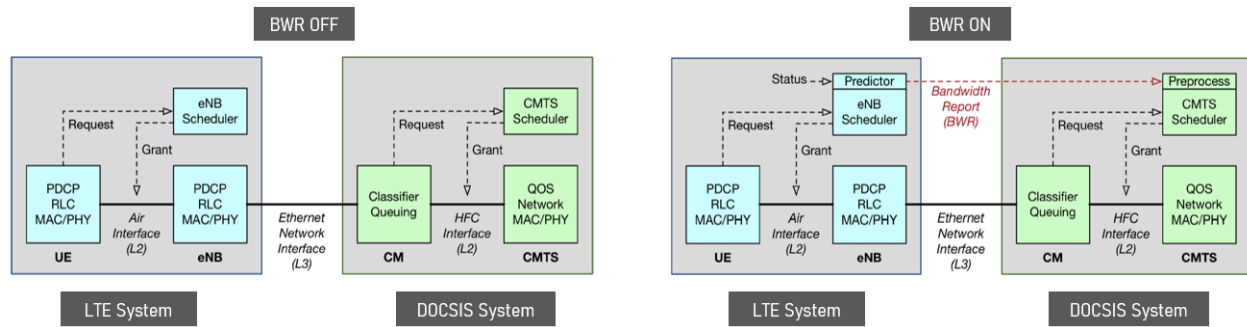 BWR OFF
eNB
Scheduler
Request
Grant
PDCP
RLC
MAC/PHY
Air
Interface
(L2)
PDCP
RLC
MAC/PHY
UE
eNB
Ethernet
Network
Interface
(L3)
CMTS
Scheduler
Request
Grant
Classifier
Queuing
HFC
Interface
(L2)
QOS
Network
MAC/PHY
CM
CMTS
LTE System
DOCSIS System
BWR ON
Status
Predictor
eNB
Scheduler
Request
Grant
PDCP
RLC
MAC/PHY
Air
Interface
(L2)
PDCP
RLC
MAC/PHY
UE
eNB
Bandwidth
Report
(BWR)
Ethernet
Network
Interface
(L3)
Preprocess
CMTS
Scheduler
Request
Grant
Classifier
Queuing
HFC
Interface
(L2)
QOS
Network
MAC/PHY
CM
CMTS
LTE System
DOCSIS System